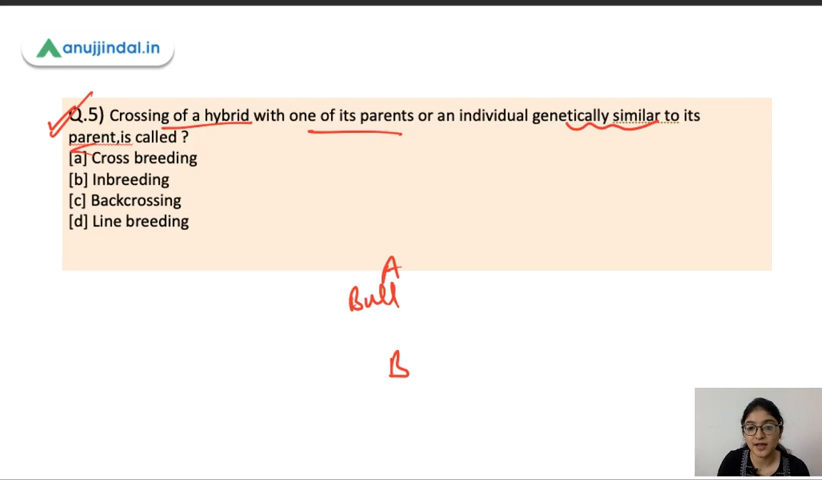 anujjindal.in
Q.5) Crossing of a hybrid with one of its parents or an individual genetically similar to its
parent,is called ?
[a] Cross breeding
[b] Inbreeding
[c] Backcrossing
[d] Line breeding
A
Bull
B